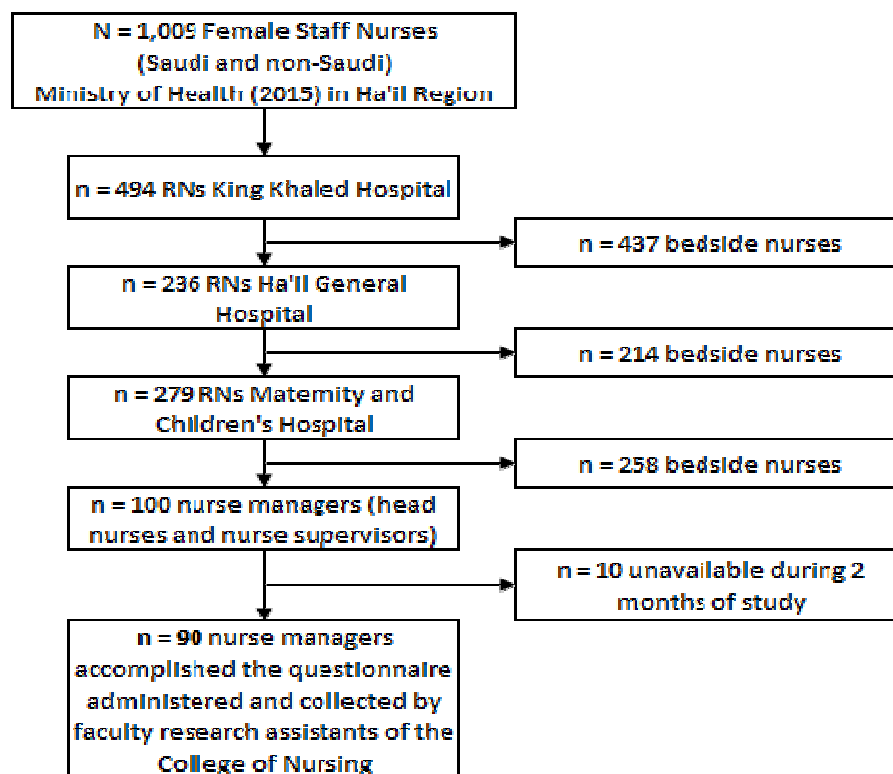 N = 1,009 Female Staff Nurses
(Saudi and non-Saudi)
Ministry of Health (2015) in Ha'il Region
n = 494 RNs King Khaled Hospital
n = 437 bedside nurses
n = 236 RNs Ha'il General
Hospital
n = 214 bedside nurses
n = 279 RNs Maternity and
Children's Hospital
n = 258 bedside nurses
n = 100 nurse managers (head
nurses and nurse supervisors)
n = 10 unavailable during 2
months of study
n = 90 nurse managers
accomplished the questionnaire
administered and collected by
faculty research assistants of the
College of Nursing